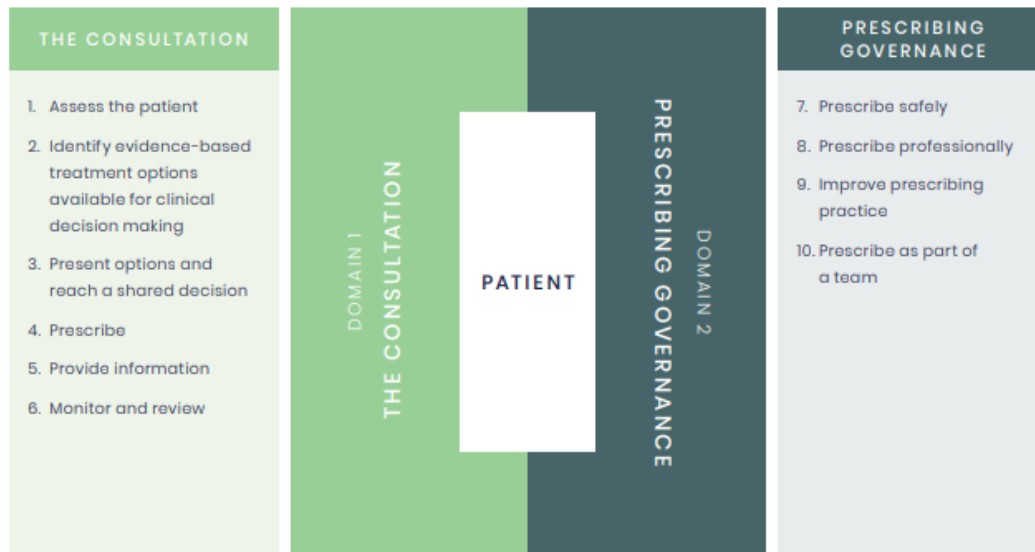 THE CONSULTATION
1. Assess the patient
2. Identify evidence-based
treatment options
available for clinical
decision making
3. Present options and
reach a shared decision
4. Prescribe
5. Provide information
6. Monitor and review
DOMAIN 1
THE CONSULTATION
PATIENT
PRESCRIBING GOVERNANCE
DOMAIN 2
PRESCRIBING
GOVERNANCE
7. Prescribe safely
8. Prescribe professionally
9. Improve prescribing
practice
10. Prescribe as part of
a team